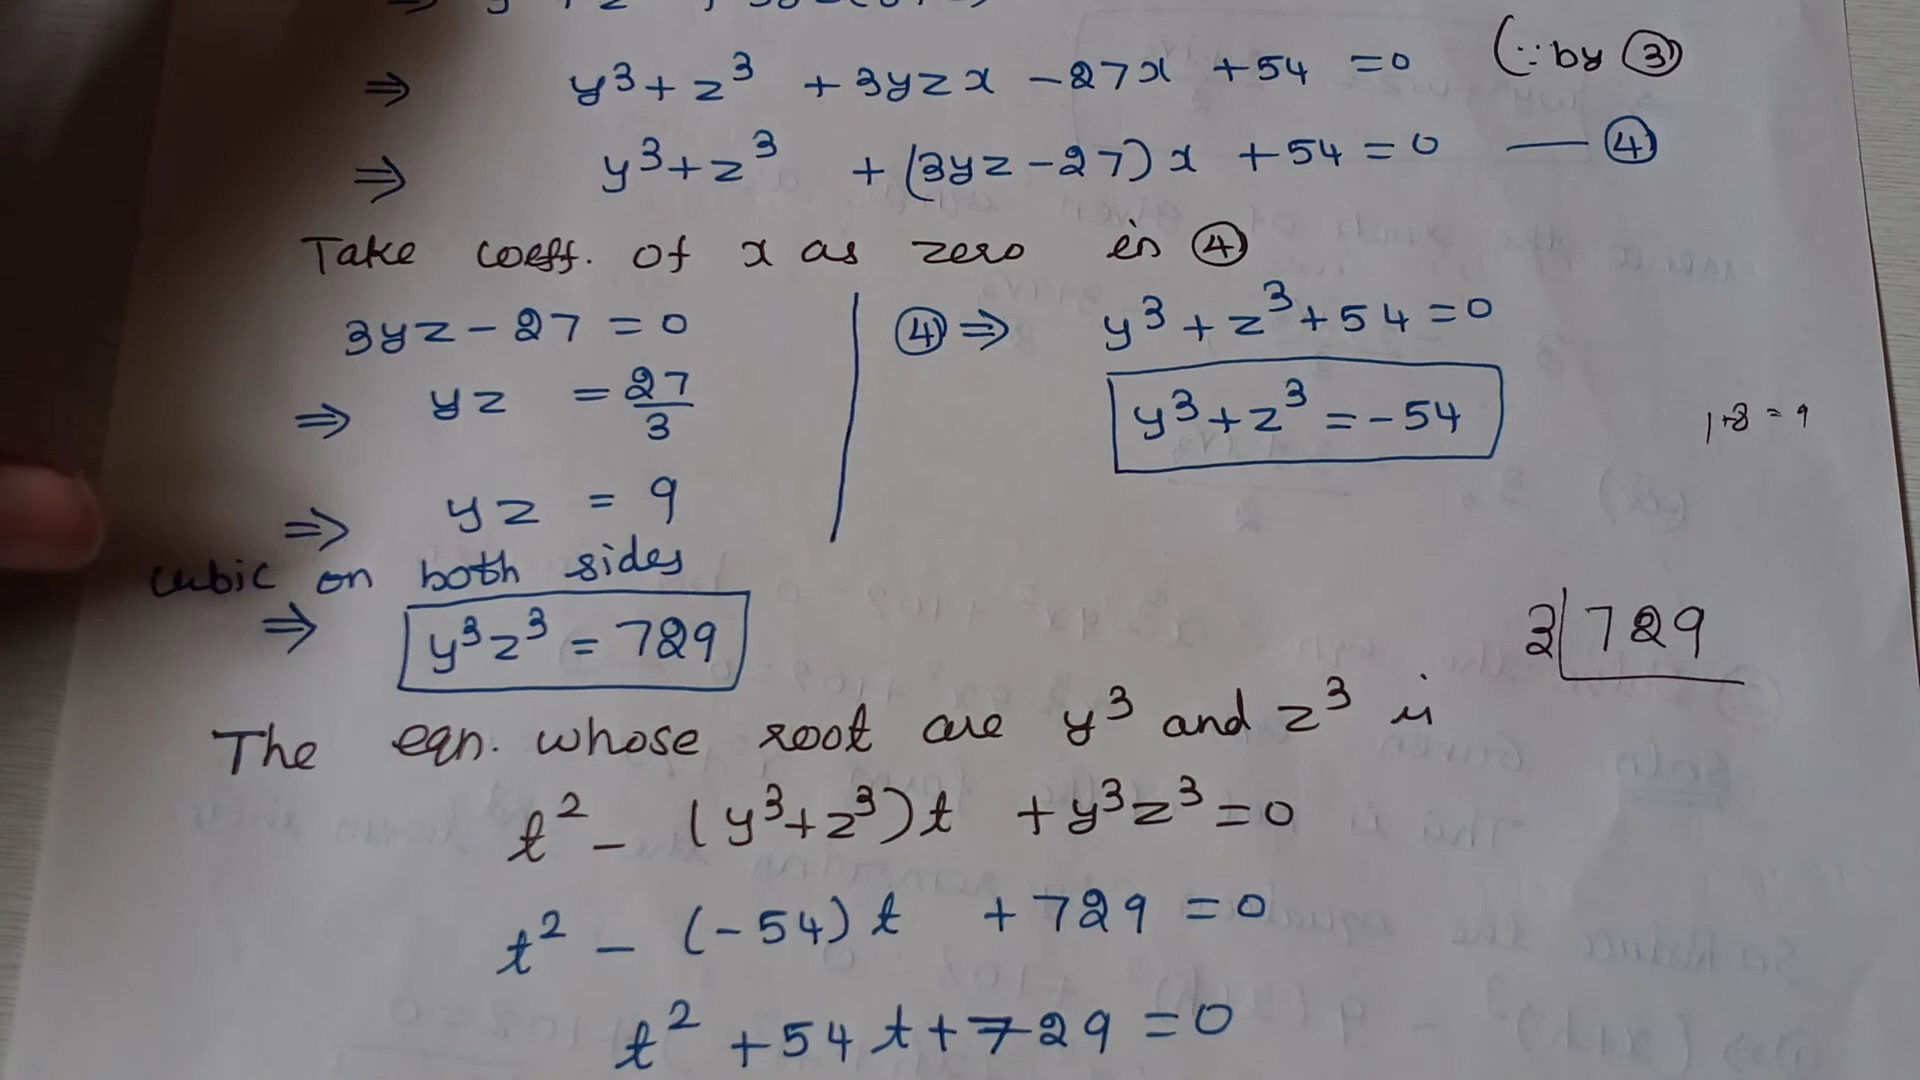 ⇒ y³ + z³ + 3yzx - 27x + 54 = 0 (∵ by ③)
⇒ y³ + z³ + (3yz - 27)x + 54 = 0 — ④
Take coeff. of x as zero in ④
3yz - 27 = 0
⇒ yz = 27/3
⇒ yz = 9
cubic on both sides
⇒ y³z³ = 729
④ ⇒ y³ + z³ + 54 = 0
y³ + z³ = -54
1+8 = 9
3|729
The eqn. whose root are y³ and z³ is
t² - (y³ + z³)t + y³z³ = 0
t² - (-54)t + 729 = 0
t² + 54t + 729 = 0